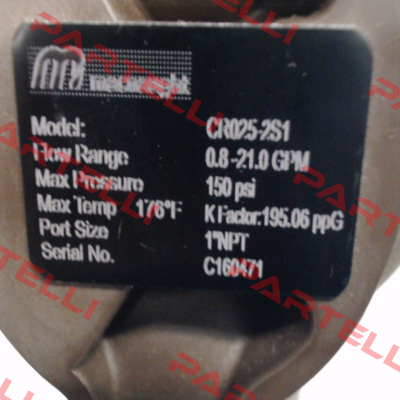 Model: CR025-2S1
Flow Range 0.8-21.0 GPM
Max Pressure 150 psi
Max Temp 176°F K Factor:195.06 ppG
Port Size 1"NPT
Serial No. C160471
PARTELLI
PARTELLI
PARTELLI